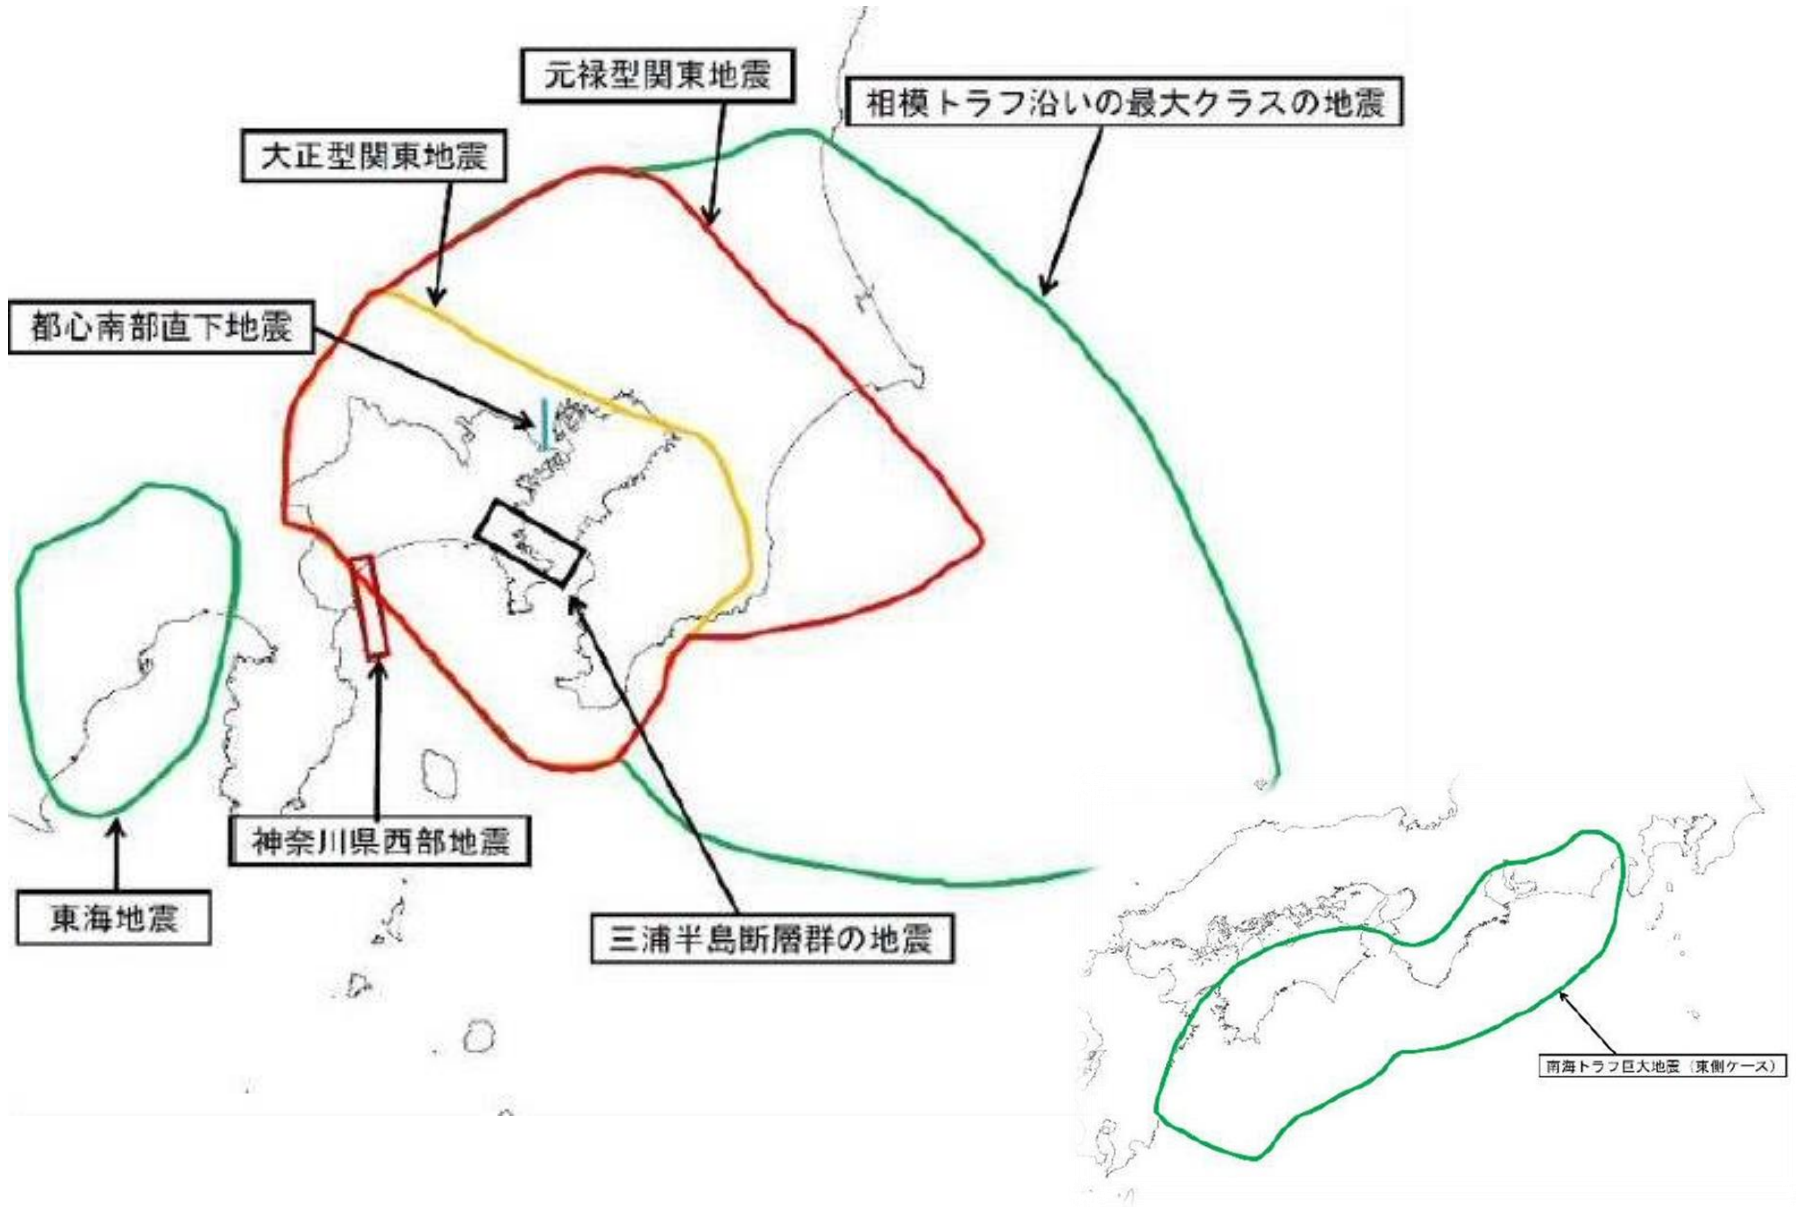 元禄型関東地震
相模トラフ沿いの最大クラスの地震
大正型関東地震
都心南部直下地震
神奈川県西部地震
東海地震
三浦半島断層群の地震
南海トラフ巨大地震（東側ケース）